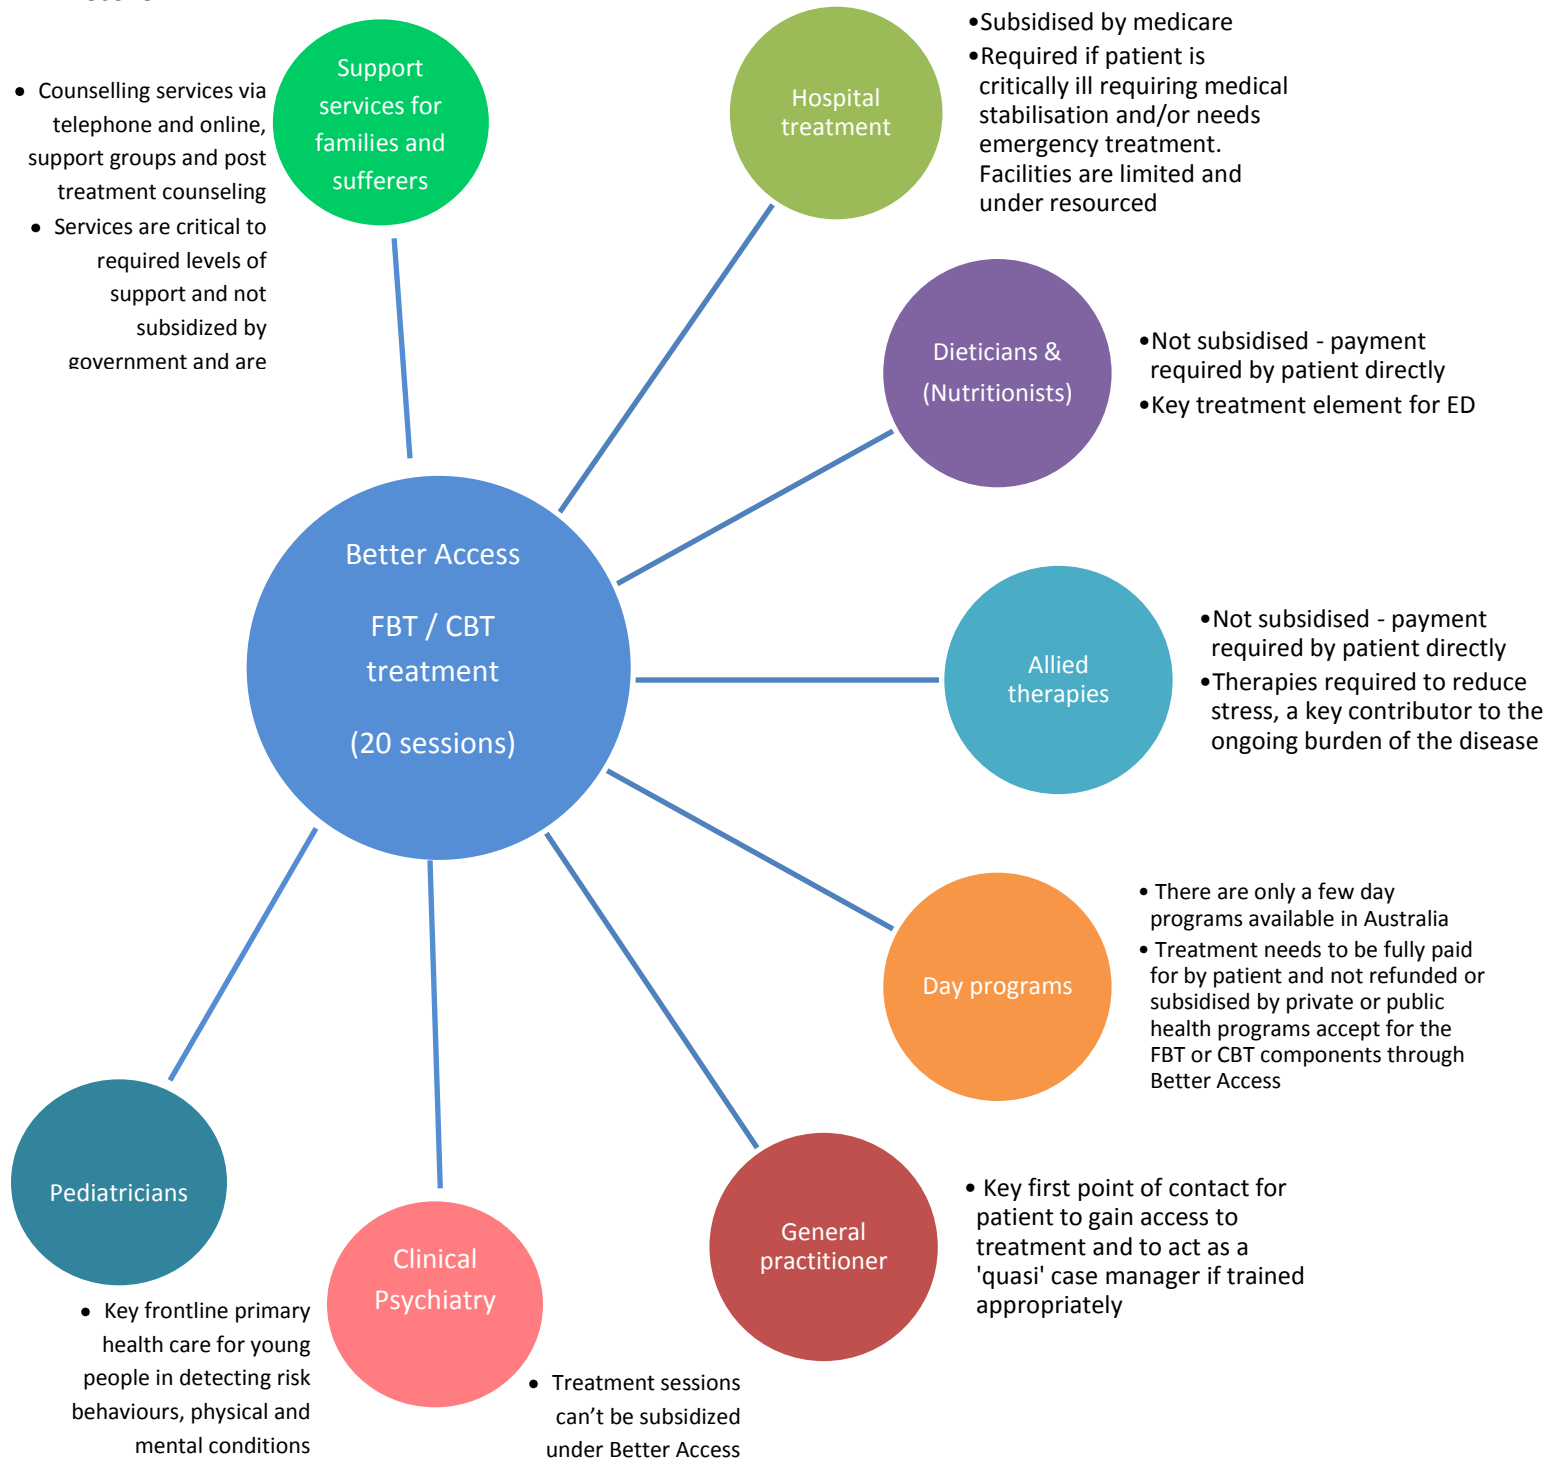 Support
services for
families and
sufferers
• Counselling services via
telephone and online,
support groups and post
treatment counseling
• Services are critical to
required levels of
support and not
subsidized by
government and are
Hospital
treatment
•Subsidised by medicare
•Required if patient is
critically ill requiring medical
stabilisation and/or needs
emergency treatment.
Facilities are limited and
under resourced
Dieticians &
(Nutritionists)
•Not subsidised - payment
required by patient directly
•Key treatment element for ED
Better Access
FBT / CBT
treatment
(20 sessions)
Allied
therapies
•Not subsidised - payment
required by patient directly
•Therapies required to reduce
stress, a key contributor to the
ongoing burden of the disease
Day programs
• There are only a few day
programs available in Australia
• Treatment needs to be fully paid
for by patient and not refunded or
subsidised by private or public
health programs accept for the
FBT or CBT components through
Better Access
General
practitioner
• Key first point of contact for
patient to gain access to
treatment and to act as a
'quasi' case manager if trained
appropriately
Clinical
Psychiatry
• Treatment sessions
can’t be subsidized
under Better Access
Pediatricians
• Key frontline primary
health care for young
people in detecting risk
behaviours, physical and
mental conditions